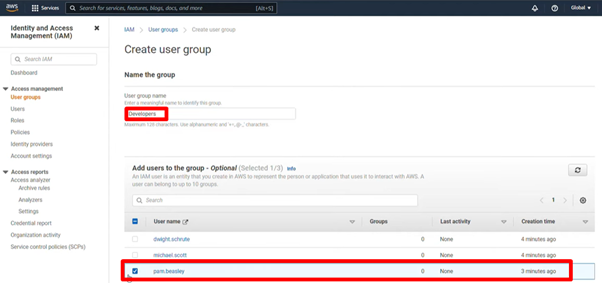 aws
Services
Search for services, features, blogs, docs, and more
[Alt+S]
Global
Identity and Access
Management (IAM)
Search IAM
Dashboard
Access management
User groups
Users
Roles
Policies
Identity providers
Account settings
Access reports
Access analyzer
Archive rules
Analyzers
Settings
Credential report
Organization activity
Service control policies (SCPs)
IAM
User groups
Create user group
Create user group
Name the group
User group name
Enter a meaningful name to identify this group.
Developers
Maximum 128 characters. Use alphanumeric and '+=,.@-_' characters.
Add users to the group - Optional (Selected 1/3) Info
An IAM user is an entity that you create in AWS to represent the person or application that uses it to interact with AWS. A
user can belong to up to 10 groups.
Search
1
User name Groups Last activity Creation time
dwight.schrute 0 None 4 minutes ago
michael.scott 0 None 4 minutes ago
pam.beasley 0 None 3 minutes ago